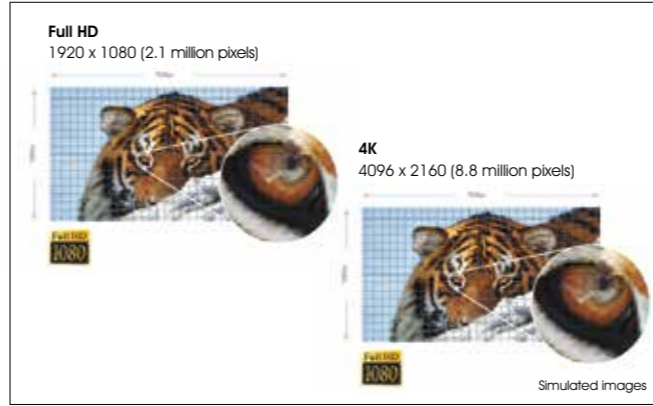 Full HD
1920 x 1080 (2.1 million pixels)
Full HD
1080
4K
4096 x 2160 (8.8 million pixels)
Full HD
1080
Simulated images